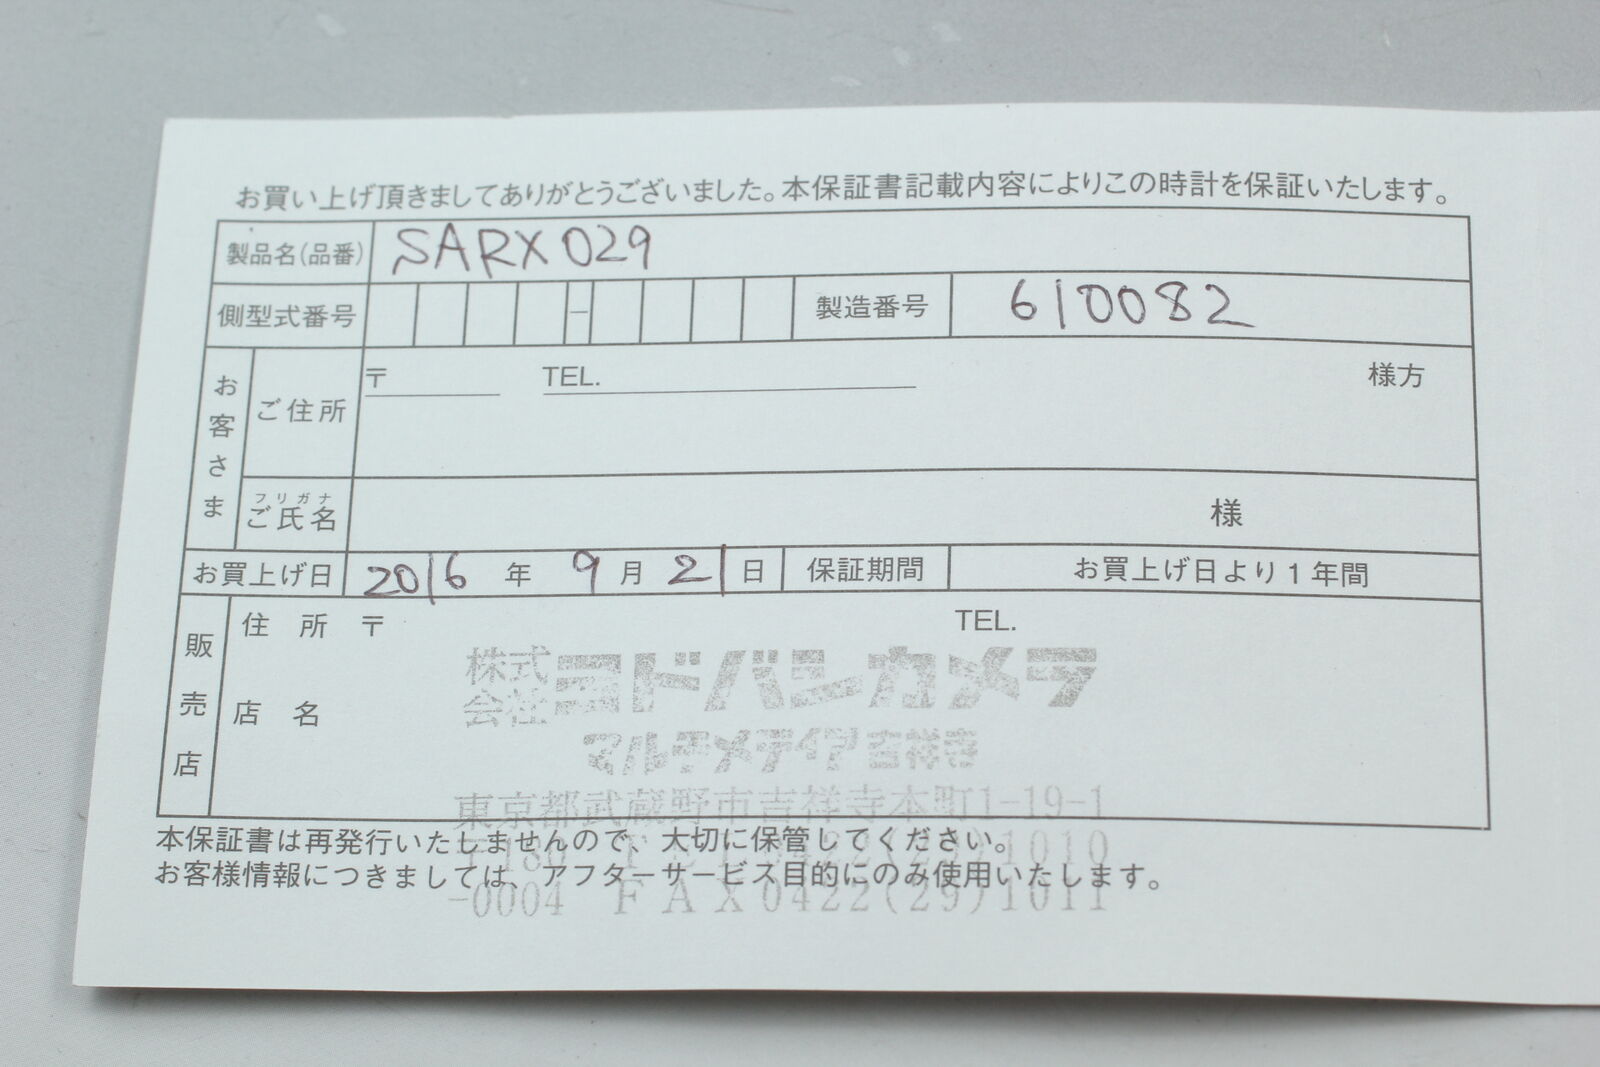 お買い上げ頂きましてありがとうございました。本保証書記載内容によりこの時計を保証いたします。
製品名(品番) SARX029
側型式番号 － 製造番号 610082
お客さま
ご住所 〒 TEL. 様方
フリガナ
ご氏名 様
お買上げ日 2016 年 9 月 21 日 保証期間 お買上げ日より1年間
販売店
住所 〒 TEL.
株式会社ヨドバシカメラ
店名
マルチメディア吉祥寺
東京都武蔵野市吉祥寺本町1-19-1
本保証書は再発行いたしませんので、大切に保管してください。
〒180 TEL0422(29)1010
お客様情報につきましては、アフターサービス目的にのみ使用いたします。
-0004 FAX0422(29)1011